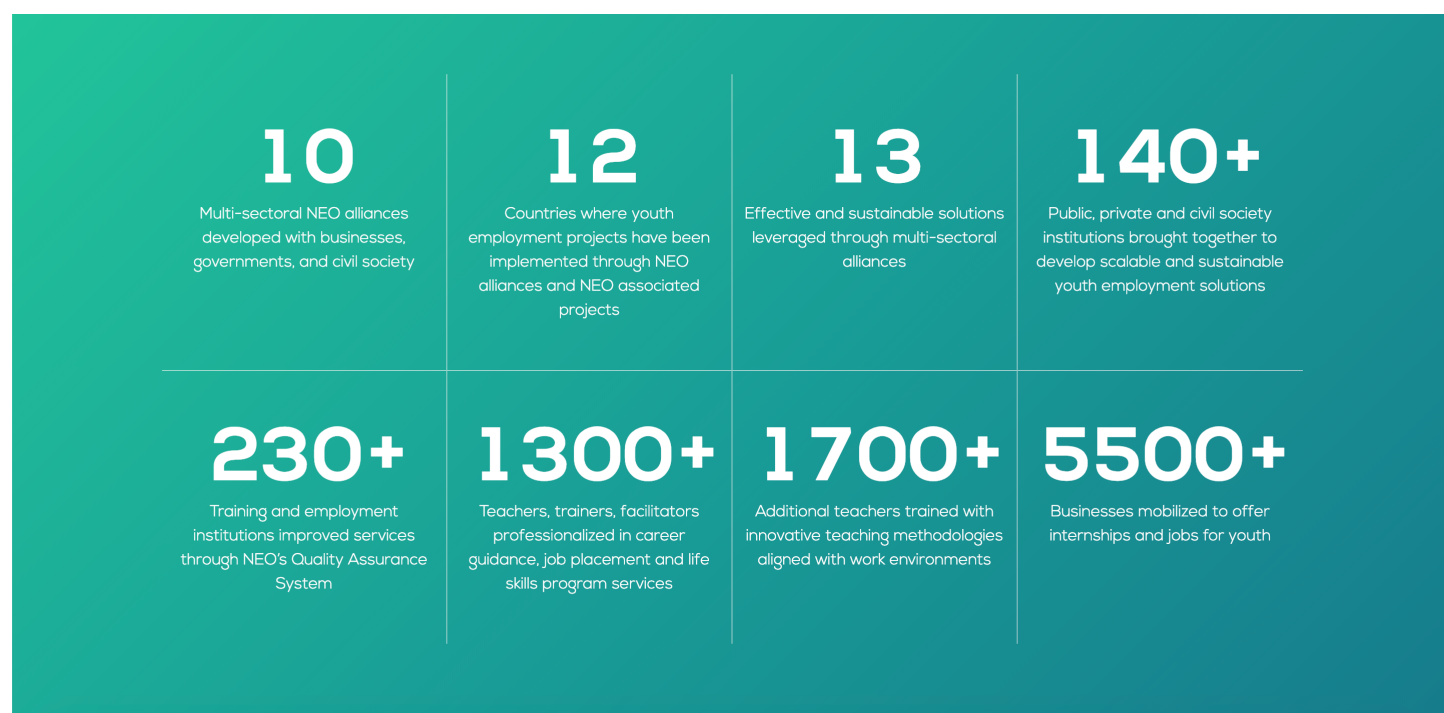 10
Multi-sectoral NEO alliances
developed with businesses,
governments, and civil society
12
Countries where youth
employment projects have been
implemented through NEO
alliances and NEO associated
projects
13
Effective and sustainable solutions
leveraged through multi-sectoral
alliances
140+
Public, private and civil society
institutions brought together to
develop scalable and sustainable
youth employment solutions
230+
Training and employment
institutions improved services
through NEO's Quality Assurance
System
1300+
Teachers, trainers, facilitators
professionalized in career
guidance, job placement and life
skills program services
1700+
Additional teachers trained with
innovative teaching methodologies
aligned with work environments
5500+
Businesses mobilized to offer
internships and jobs for youth